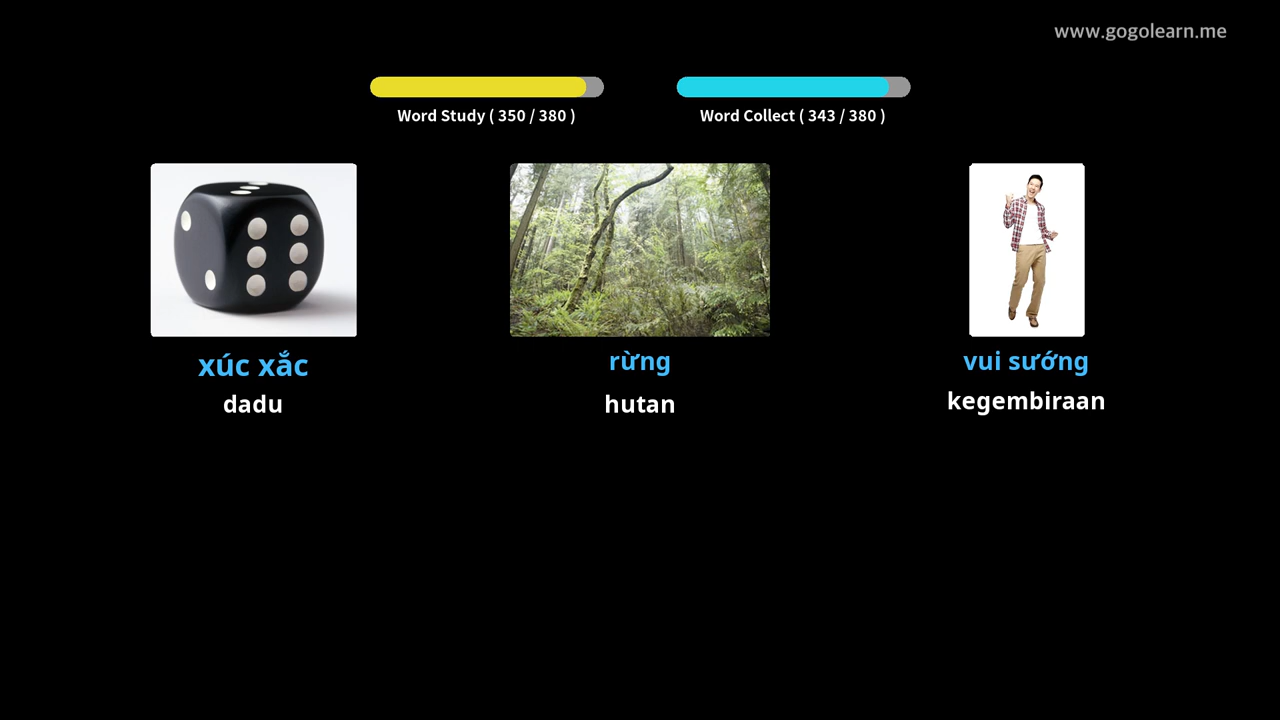 www.gogolearn.me
Word Study ( 350 / 380 )
Word Collect ( 343 / 380 )
xúc xắc
dadu
rừng
hutan
vui sướng
kegembiraan